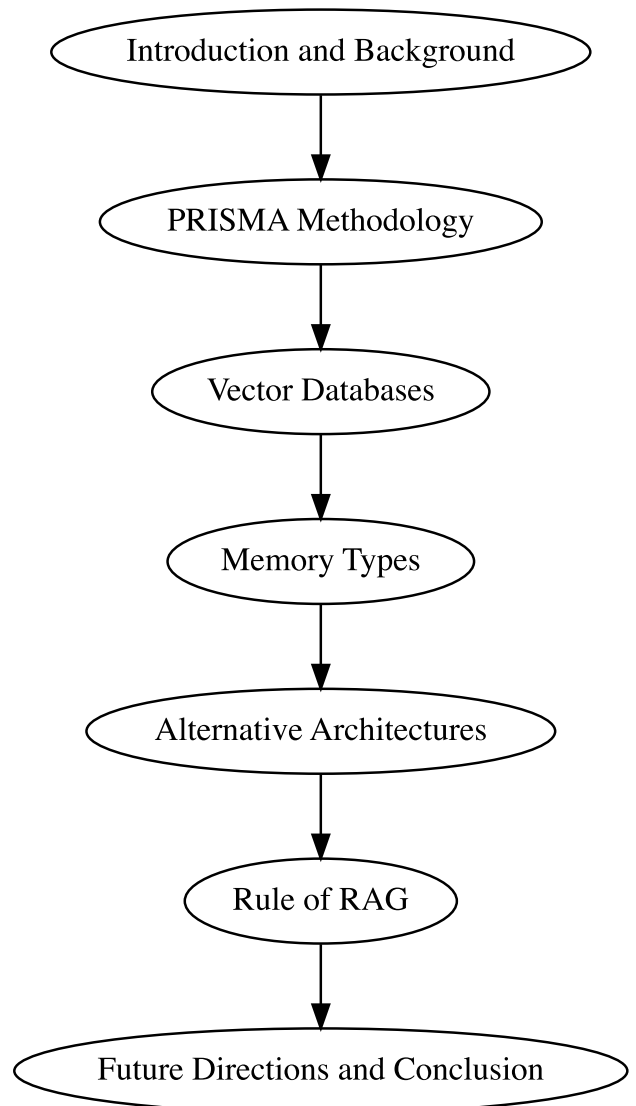 Introduction and Background
PRISMA Methodology
Vector Databases
Memory Types
Alternative Architectures
Rule of RAG
Future Directions and Conclusion